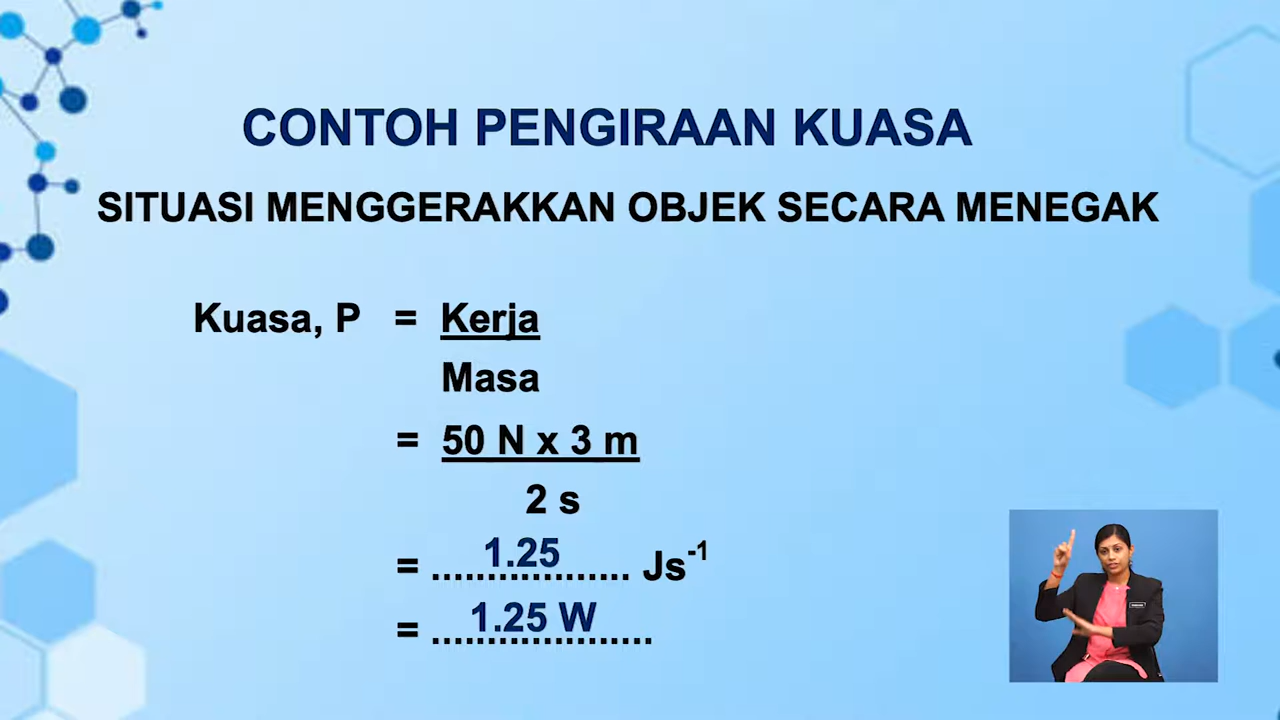 CONTOH PENGIRAAN KUASA
SITUASI MENGGERAKKAN OBJEK SECARA MENEGAK
Kuasa, P = Kerja
Masa
= 50 N x 3 m
2 s
= ....1.25.... Js⁻¹
= ....1.25 W....